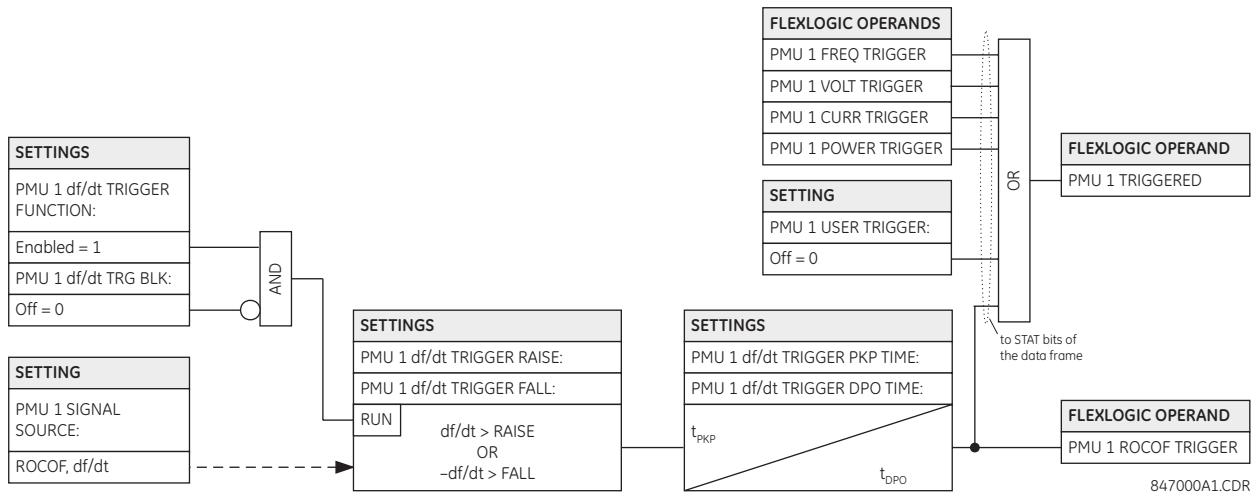 FLEXLOGIC OPERANDS
PMU 1 FREQ TRIGGER
PMU 1 VOLT TRIGGER
PMU 1 CURR TRIGGER
PMU 1 POWER TRIGGER
SETTING
PMU 1 USER TRIGGER:
Off = 0
OR
to STAT bits of
the data frame
FLEXLOGIC OPERAND
PMU 1 TRIGGERED
SETTINGS
PMU 1 df/dt TRIGGER
FUNCTION:
Enabled = 1
PMU 1 df/dt TRG BLK:
Off = 0
AND
SETTING
PMU 1 SIGNAL
SOURCE:
ROCOF, df/dt
SETTINGS
PMU 1 df/dt TRIGGER RAISE:
PMU 1 df/dt TRIGGER FALL:
RUN
df/dt > RAISE
OR
–df/dt > FALL
SETTINGS
PMU 1 df/dt TRIGGER PKP TIME:
PMU 1 df/dt TRIGGER DPO TIME:
tPKP
tDPO
FLEXLOGIC OPERAND
PMU 1 ROCOF TRIGGER
847000A1.CDR